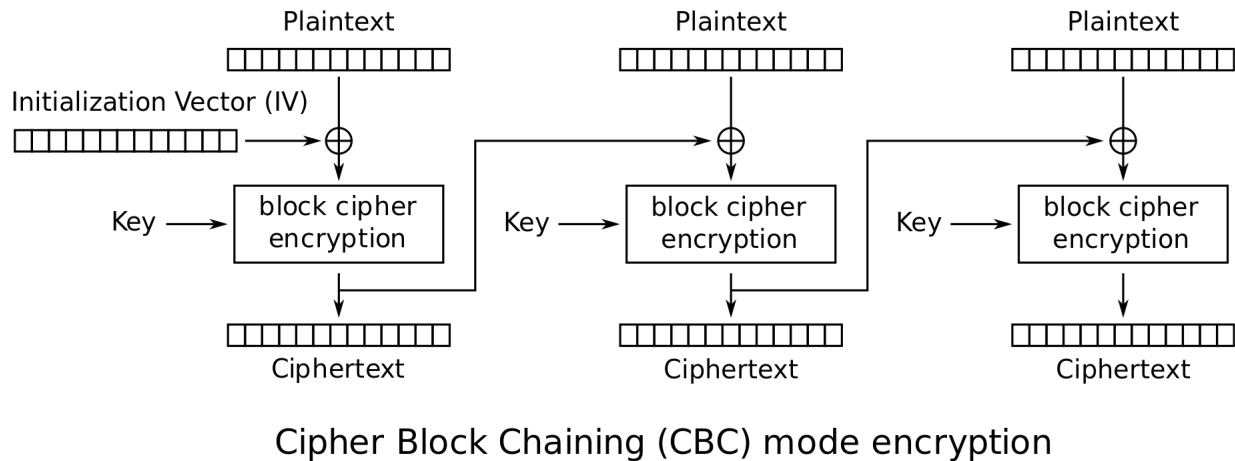 Plaintext
Plaintext
Plaintext
Initialization Vector (IV)
Key
block cipher
encryption
Key
block cipher
encryption
Key
block cipher
encryption
Ciphertext
Ciphertext
Ciphertext
Cipher Block Chaining (CBC) mode encryption